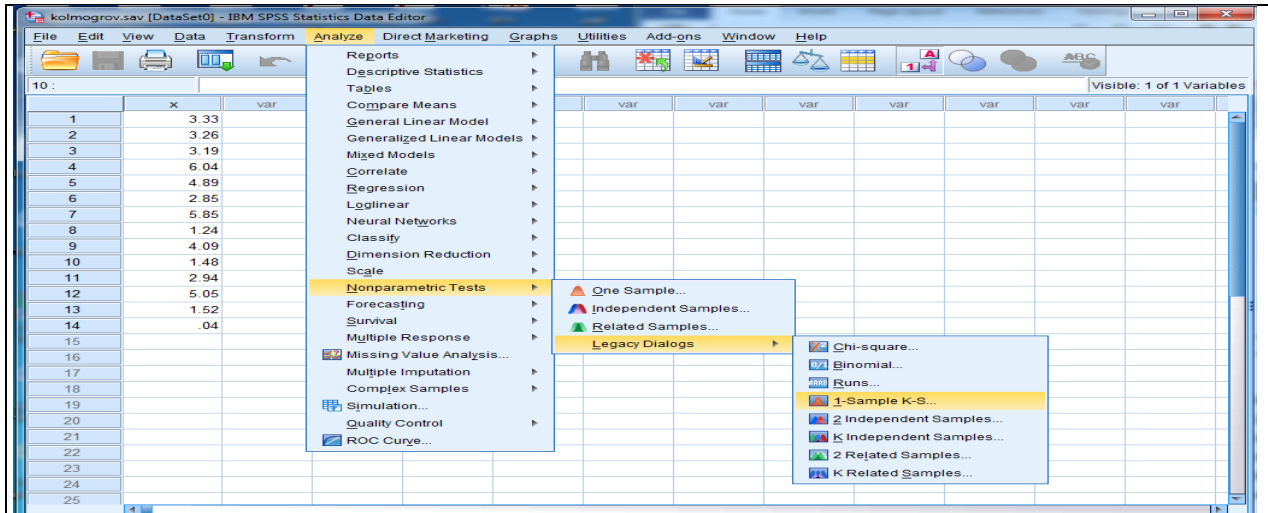 kolmogrov.sav [DataSet0] - IBM SPSS Statistics Data Editor
File Edit View Data Transform Analyze Direct Marketing Graphs Utilities Add-ons Window Help
10 :
Visible: 1 of 1 Variables
x var var var var var var var var
1 3.33
2 3.26
3 3.19
4 6.04
5 4.89
6 2.85
7 5.85
8 1.24
9 4.09
10 1.48
11 2.94
12 5.05
13 1.52
14 .04
15
16
17
18
19
20
21
22
23
24
25
Reports
Descriptive Statistics
Tables
Compare Means
General Linear Model
Generalized Linear Models
Mixed Models
Correlate
Regression
Loglinear
Neural Networks
Classify
Dimension Reduction
Scale
Nonparametric Tests
Forecasting
Survival
Multiple Response
Missing Value Analysis...
Multiple Imputation
Complex Samples
Simulation...
Quality Control
ROC Curve...
One Sample...
Independent Samples...
Related Samples...
Legacy Dialogs
Chi-square...
Binomial...
Runs...
1-Sample K-S...
2 Independent Samples...
K Independent Samples...
2 Related Samples...
K Related Samples...